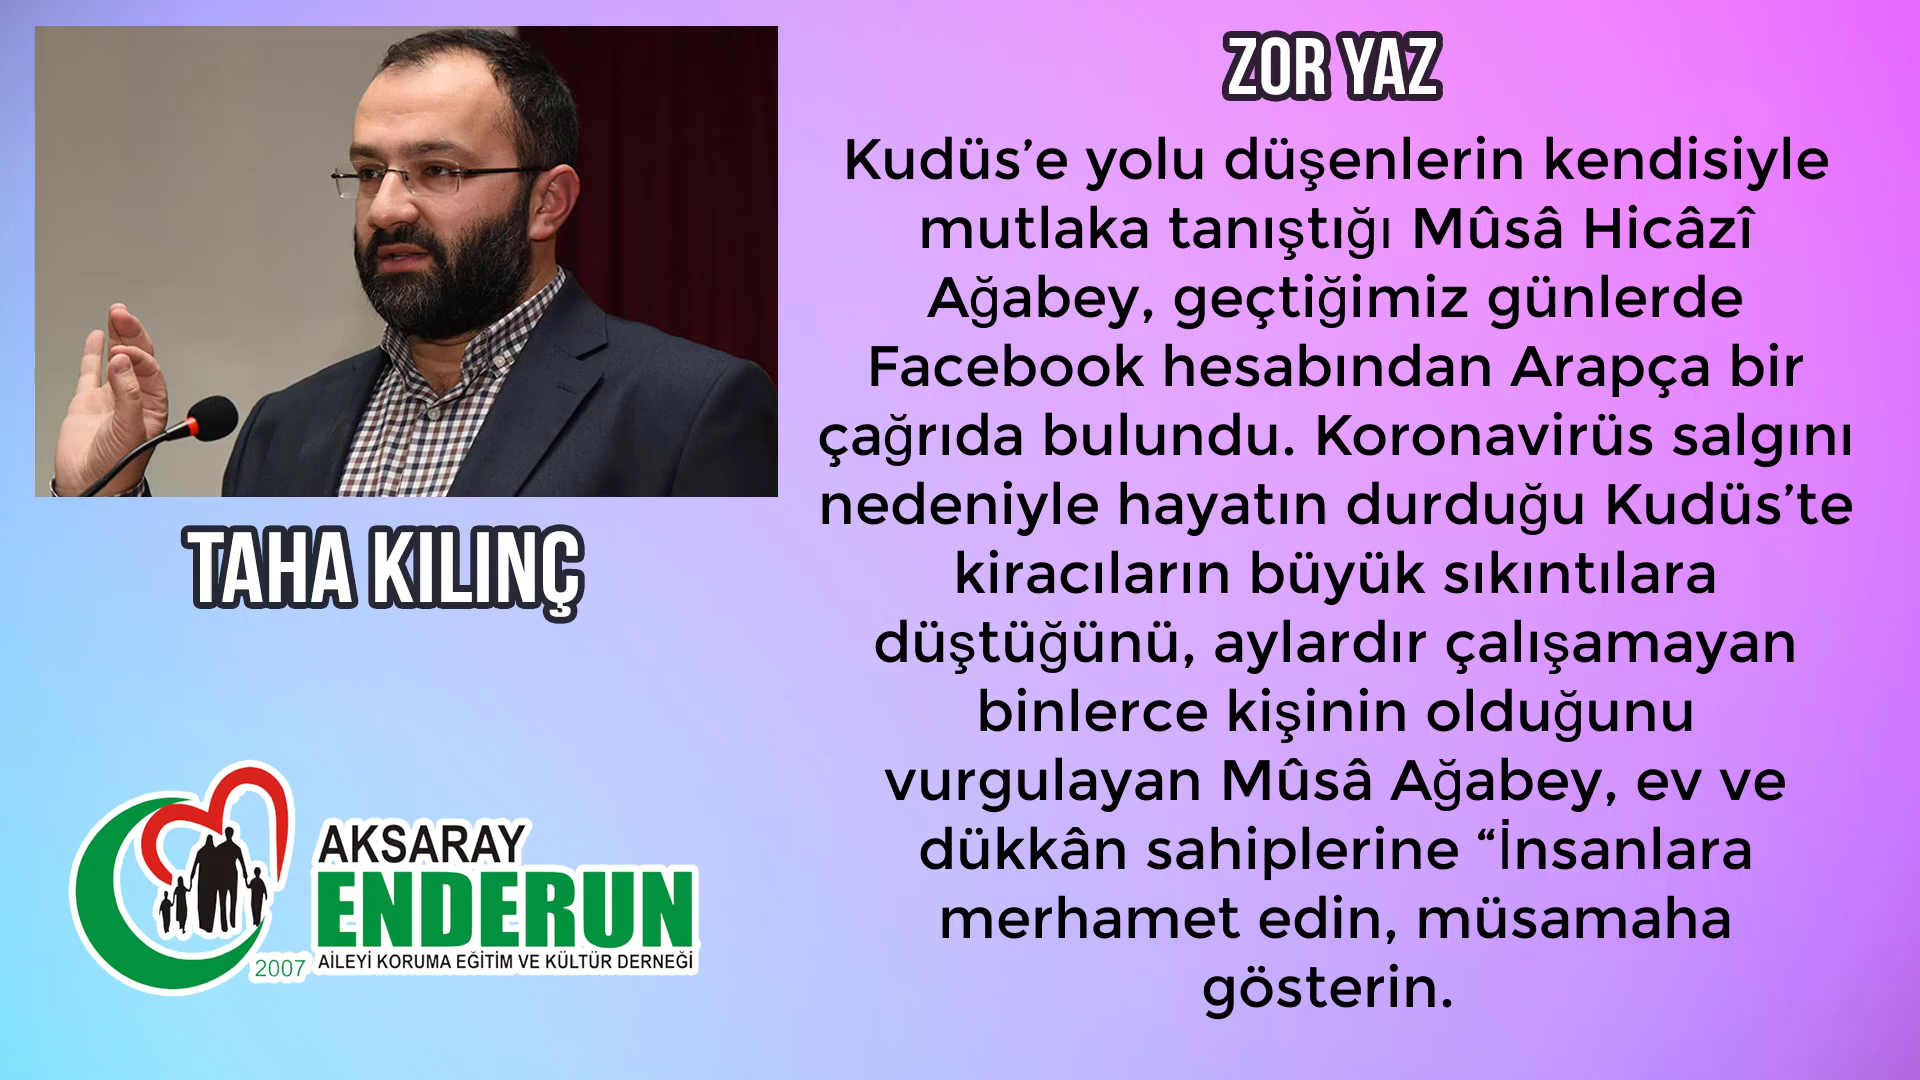 ZOR YAZ
Kudüs’e yolu düşenlerin kendisiyle
mutlaka tanıştığı Mûsâ Hicâzî
Ağabey, geçtiğimiz günlerde
Facebook hesabından Arapça bir
çağrıda bulundu. Koronavirüs salgını
nedeniyle hayatın durduğu Kudüs’te
kiracıların büyük sıkıntılara
düştüğünü, aylardır çalışamayan
binlerce kişinin olduğunu
vurgulayan Mûsâ Ağabey, ev ve
dükkân sahiplerine “İnsanlara
merhamet edin, müsamaha
gösterin.
TAHA KILINÇ
AKSARAY
ENDERUN
AİLEYİ KORUMA EĞİTİM VE KÜLTÜR DERNEĞİ
2007